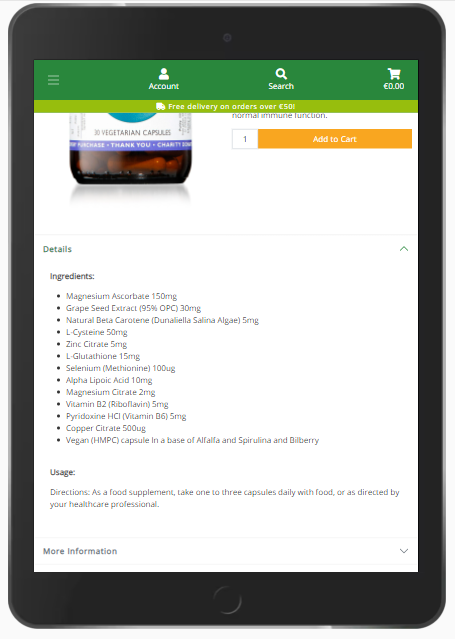 Account
Search
€0.00
Free delivery on orders over €50!
30 VEGETARIAN CAPSULES
PURCHASE • THANK YOU • CHARITY
normal immune function.
1
Add to Cart
Details
Ingredients:
Magnesium Ascorbate 150mg
Grape Seed Extract (95% OPC) 30mg
Natural Beta Carotene (Dunaliella Salina Algae) 5mg
L-Cysteine 50mg
Zinc Citrate 5mg
L-Glutathione 15mg
Selenium (Methionine) 100ug
Alpha Lipoic Acid 10mg
Magnesium Citrate 2mg
Vitamin B2 (Riboflavin) 5mg
Pyridoxine HCl (Vitamin B6) 5mg
Copper Citrate 500ug
Vegan (HMPC) capsule In a base of Alfalfa and Spirulina and Bilberry
Usage:
Directions: As a food supplement, take one to three capsules daily with food, or as directed by
your healthcare professional.
More Information